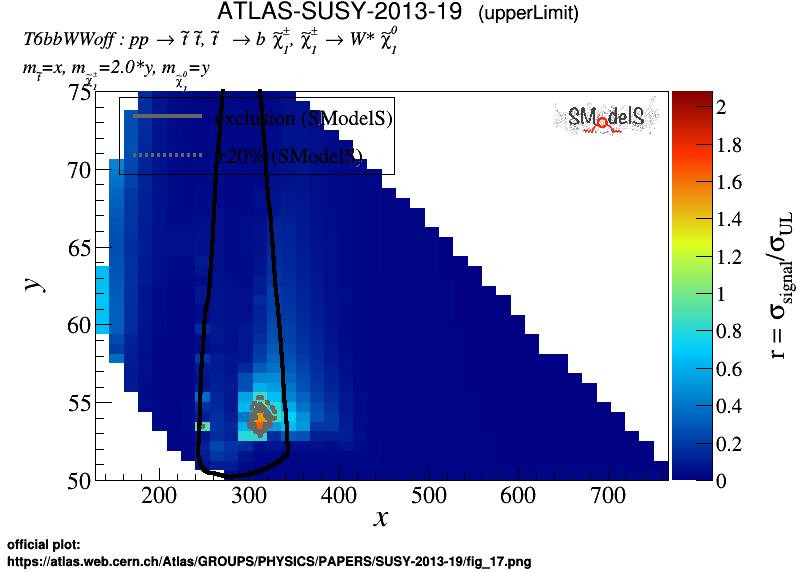 ATLAS-SUSY-2013-19 (upperLimit)
T6bbWWoff : pp → t̃ t̃, t̃ → b χ̃₁±, χ̃₁± → W* χ̃₁⁰
m_t̃=x, m_χ̃₁±=2.0*y, m_χ̃₁⁰=y
exclusion (SModelS)
±20% (SModelS)
SModelS
75
70
65
60
55
50
y
200 300 400 500 600 700
x
2
1.8
1.6
1.4
1.2
1
0.8
0.6
0.4
0.2
0
r = σ_signal/σ_UL
official plot:
https://atlas.web.cern.ch/Atlas/GROUPS/PHYSICS/PAPERS/SUSY-2013-19/fig_17.png